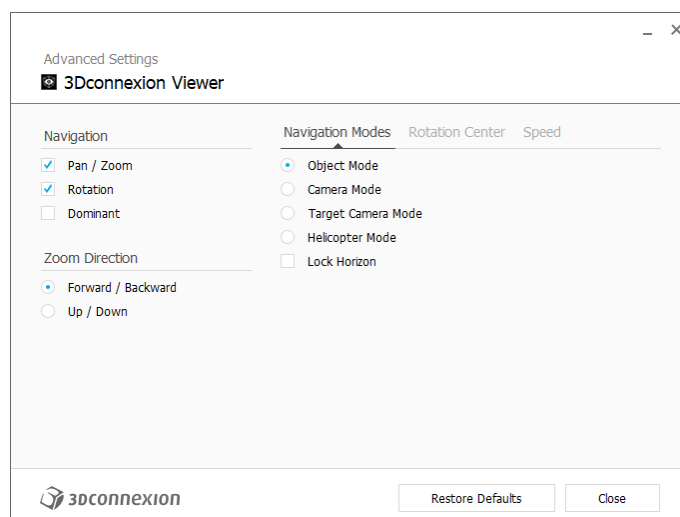 Advanced Settings
3Dconnexion Viewer
Navigation
Pan / Zoom
Rotation
Dominant
Zoom Direction
Forward / Backward
Up / Down
Navigation Modes Rotation Center Speed
Object Mode
Camera Mode
Target Camera Mode
Helicopter Mode
Lock Horizon
3Dconnexion
Restore Defaults Close